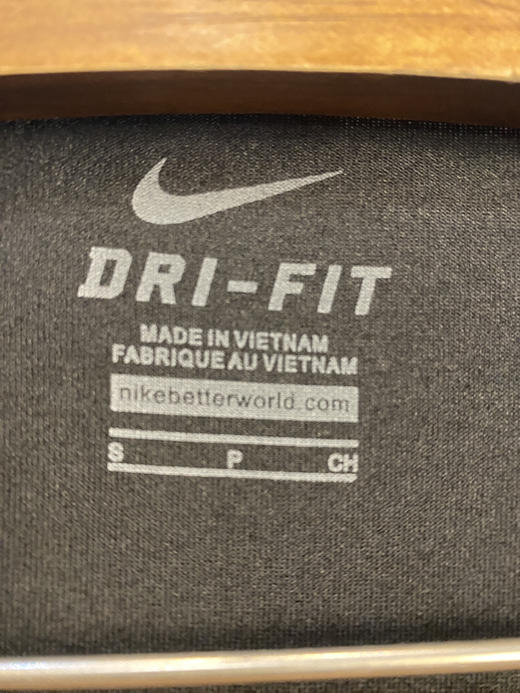 DRI-FIT
MADE IN VIETNAM
FABRIQUE AU VIETNAM
nikebetterworld.com
S P CH